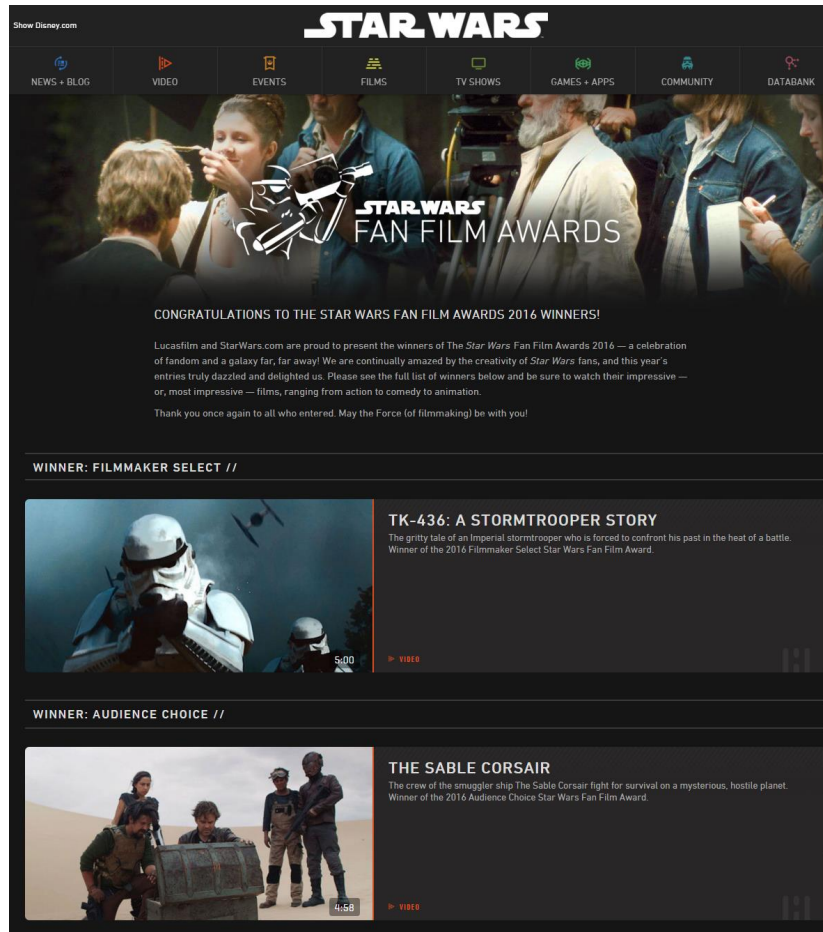 Show Disney.com
STAR WARS
NEWS + BLOG
VIDEO
EVENTS
FILMS
TV SHOWS
GAMES + APPS
COMMUNITY
DATABANK
STAR WARS
FAN FILM AWARDS
CONGRATULATIONS TO THE STAR WARS FAN FILM AWARDS 2016 WINNERS!
Lucasfilm and StarWars.com are proud to present the winners of The Star Wars Fan Film Awards 2016 — a celebration
of fandom and a galaxy far, far away! We are continually amazed by the creativity of Star Wars fans, and this year's
entries truly dazzled and delighted us. Please see the full list of winners below and be sure to watch their impressive —
or, most impressive — films, ranging from action to comedy to animation.
Thank you once again to all who entered. May the Force (of filmmaking) be with you!
WINNER: FILMMAKER SELECT //
TK-436: A STORMTROOPER STORY
The gritty tale of an Imperial stormtrooper who is forced to confront his past in the heat of a battle.
Winner of the 2016 Filmmaker Select Star Wars Fan Film Award.
5:00
VIDEO
WINNER: AUDIENCE CHOICE //
THE SABLE CORSAIR
The crew of the smuggler ship The Sable Corsair fight for survival on a mysterious, hostile planet.
Winner of the 2016 Audience Choice Star Wars Fan Film Award.
4:58
VIDEO